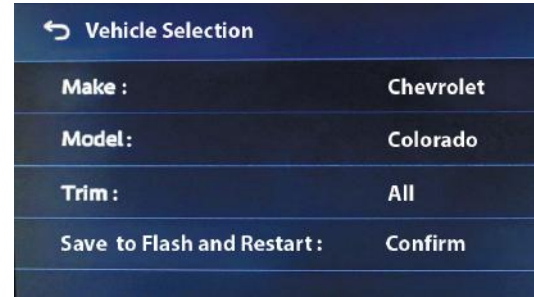 Vehicle Selection
Make : Chevrolet
Model: Colorado
Trim : All
Save to Flash and Restart : Confirm